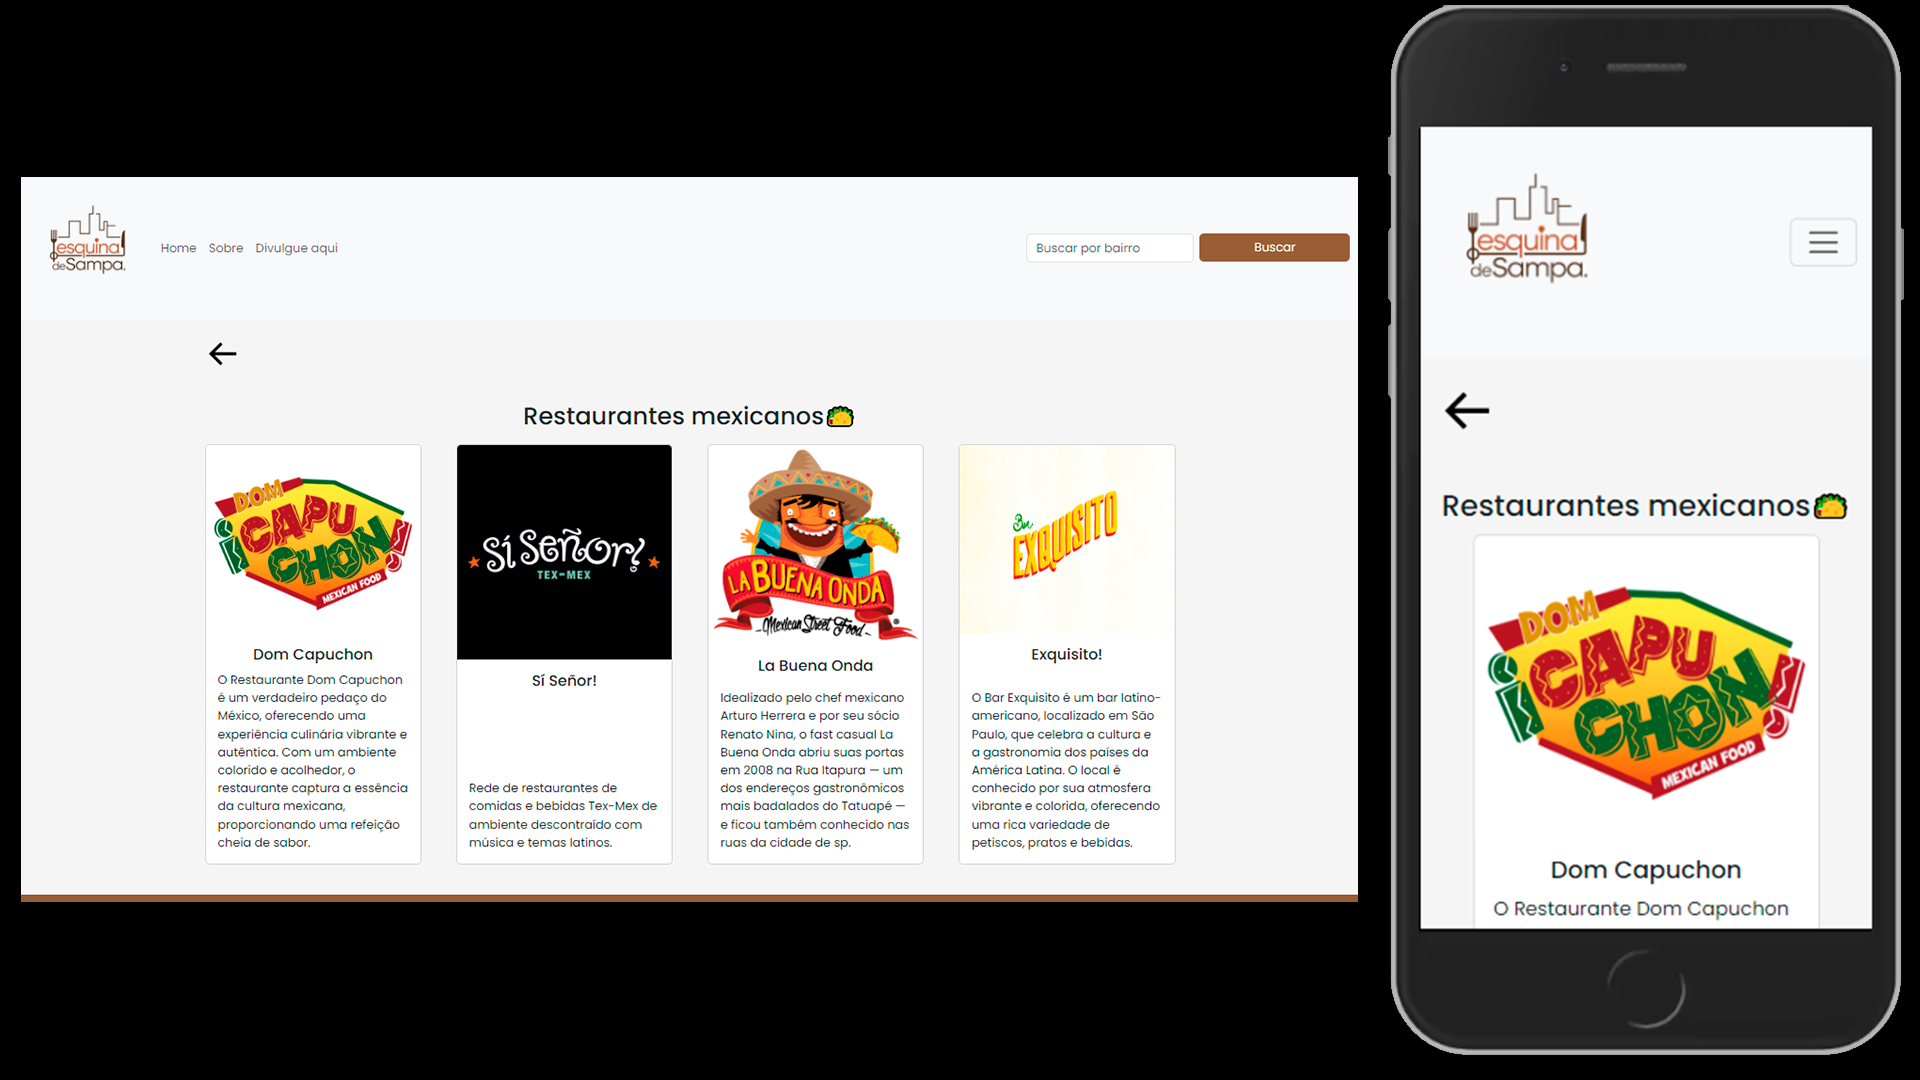 esquina
deSampa.
Home Sobre Divulgue aqui
Buscar por bairro
Buscar
Restaurantes mexicanos
DOM
¡CAPU
CHON!
MEXICAN FOOD
Dom Capuchon
O Restaurante Dom Capuchon
é um verdadeiro pedaço do
México, oferecendo uma
experiência culinária vibrante e
autêntica. Com um ambiente
colorido e acolhedor, o
restaurante captura a essência
da cultura mexicana,
proporcionando uma refeição
cheia de sabor.
Sí Señor!
TEX-MEX
Sí Señor!
Rede de restaurantes de
comidas e bebidas Tex-Mex de
ambiente descontraído com
música e temas latinos.
LA BUENA ONDA
-Mexican Street Food-
®
La Buena Onda
Idealizado pelo chef mexicano
Arturo Herrera e por seu sócio
Renato Nina, o fast casual La
Buena Onda abriu suas portas
em 2008 na Rua Itapura — um
dos endereços gastronômicos
mais badalados do Tatuapé —
e ficou também conhecido nas
ruas da cidade de sp.
Bar
EXQUISITO
Exquisito!
O Bar Exquisito é um bar latino-
americano, localizado em São
Paulo, que celebra a cultura e
a gastronomia dos países da
América Latina. O local é
conhecido por sua atmosfera
vibrante e colorida, oferecendo
uma rica variedade de
petiscos, pratos e bebidas.
esquina
deSampa.
Restaurantes mexicanos
DOM
¡CAPU
CHON!
MEXICAN FOOD
Dom Capuchon
O Restaurante Dom Capuchon